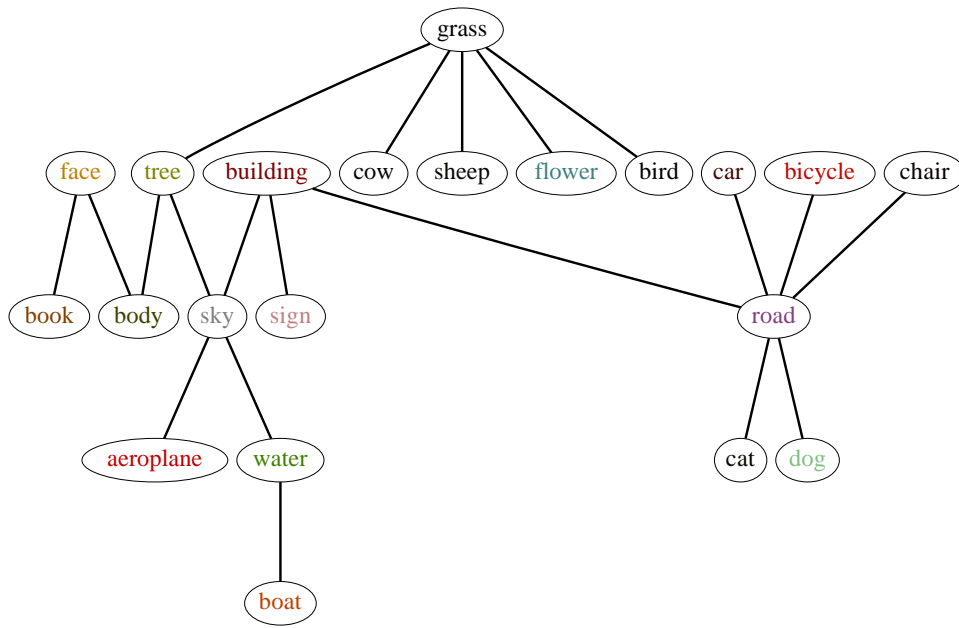 grass
face tree building cow sheep flower bird car bicycle chair
book body sky sign road
aeroplane water cat dog
boat